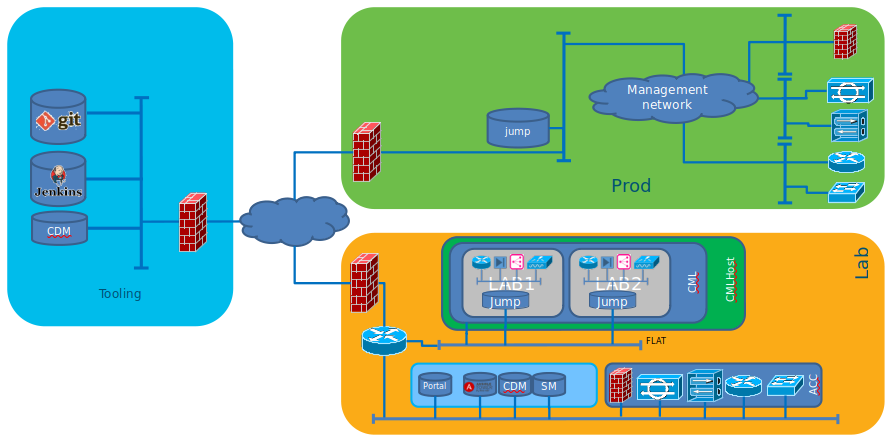 git
Jenkins
CDM
Tooling
jump
Management
network
Prod
Lab
LAB1
Jump
LAB2
Jump
CML
CMLHost
FLAT
Portal
CDM
SM
ACC